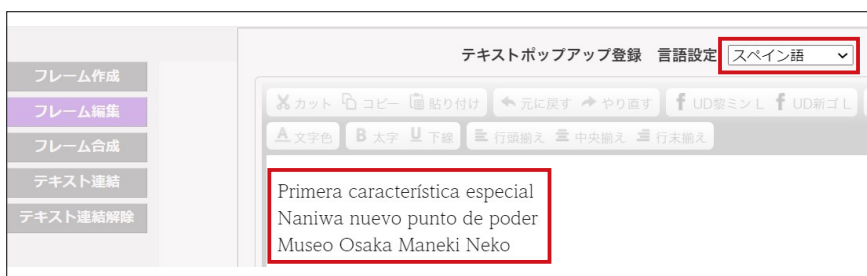 テキストポップアップ登録 言語設定 スペイン語
フレーム作成
フレーム編集
フレーム合成
テキスト連結
テキスト連結解除
カット コピー 貼り付け 元に戻す やり直す UD黎ミン L UD新ゴ L
A 文字色 B 太字 U 下線 行頭揃え 中央揃え 行末揃え
Primera característica especial
Naniwa nuevo punto de poder
Museo Osaka Maneki Neko